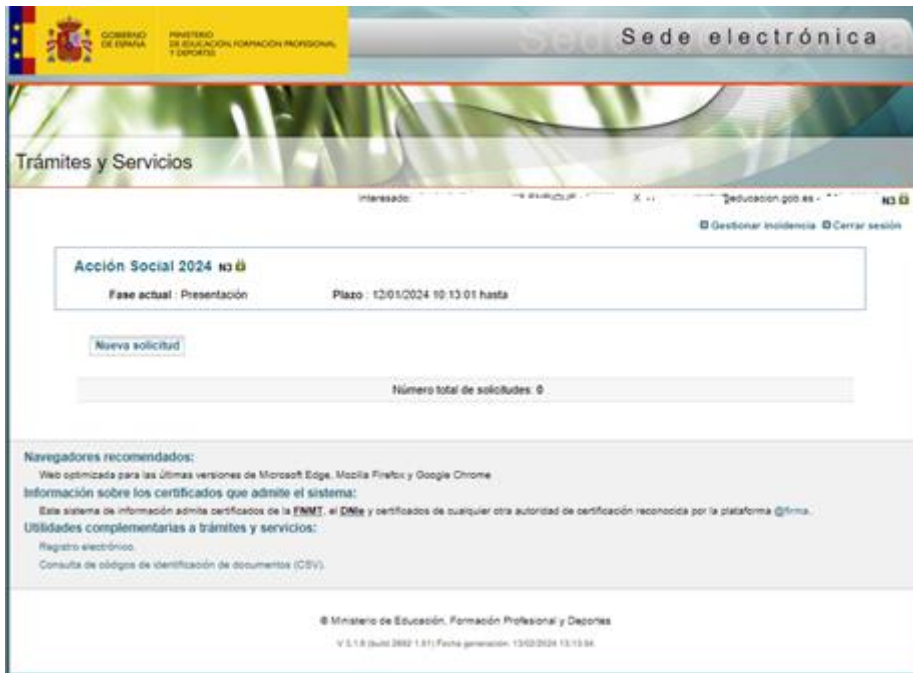 GOBIERNO DE ESPAÑA
MINISTERIO DE EDUCACIÓN, FORMACIÓN PROFESIONAL Y DEPORTES
Sede electrónica
Trámites y Servicios
Interesado: @educacion.gob.es - N3
Gestionar incidencia Cerrar sesión
Acción Social 2024 N3
Fase actual : Presentación Plazo : 12/01/2024 10:13:01 hasta
Nueva solicitud
Número total de solicitudes: 0
Navegadores recomendados:
Web optimizada para las últimas versiones de Microsoft Edge, Mozilla Firefox y Google Chrome
Información sobre los certificados que admite el sistema:
Este sistema de información admite certificados de la FNMT, el DNIe y certificados de cualquier otra autoridad de certificación reconocida por la plataforma @firma.
Utilidades complementarias a trámites y servicios:
Registro electrónico.
Consulta de códigos de identificación de documentos (CSV).
© Ministerio de Educación, Formación Profesional y Deportes
Fecha generación: 13/02/2024